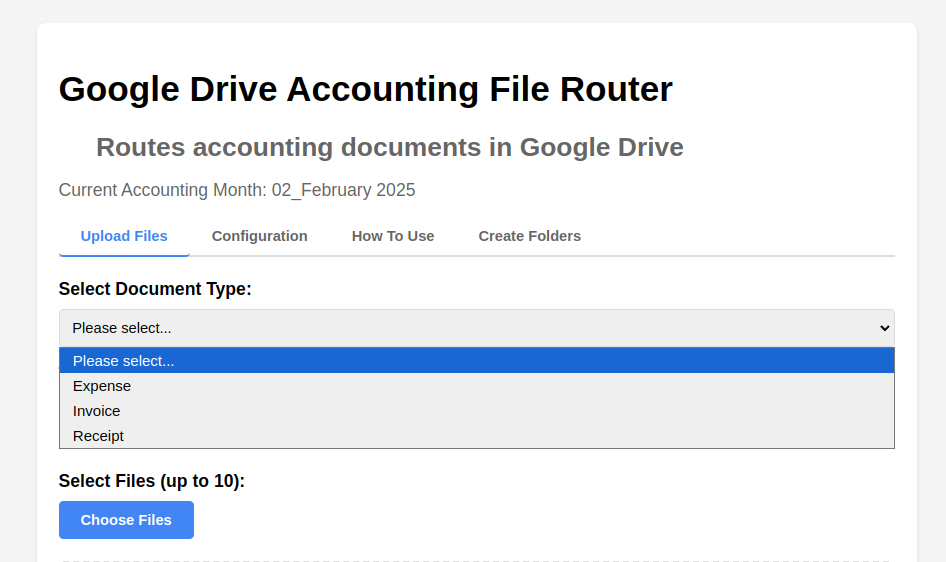 Google Drive Accounting File Router
Routes accounting documents in Google Drive
Current Accounting Month: 02_February 2025
Upload Files Configuration How To Use Create Folders
Select Document Type:
Please select...
Please select...
Expense
Invoice
Receipt
Select Files (up to 10):
Choose Files